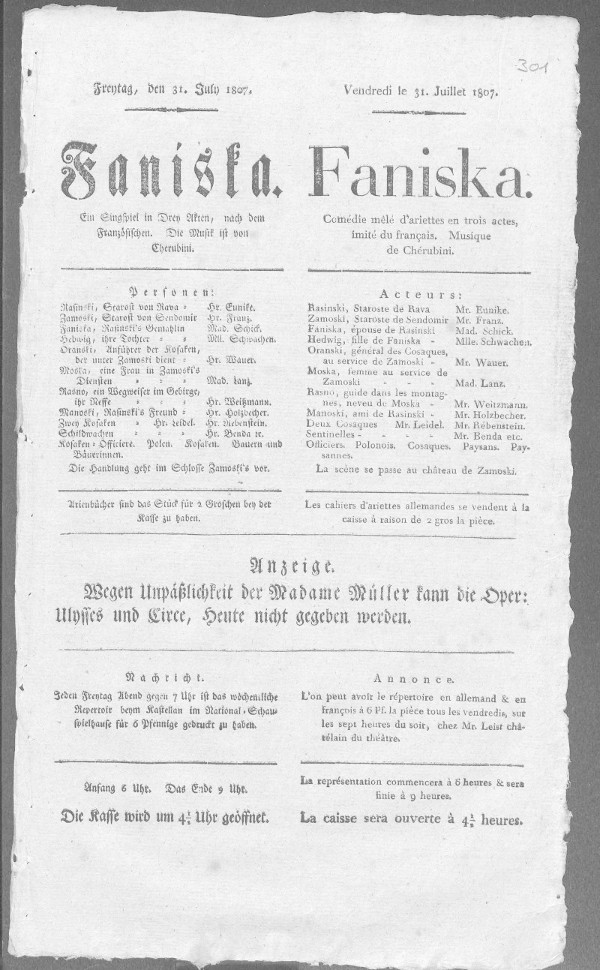 301
Freytag, den 31. July 1807.
Faniska.
Ein Singspiel in Drey Akten, nach dem
Französischen. Die Musik ist von
Cherubini.
Personen:
Rasinski, Starost von Rava - Hr. Eunike.
Zamoski, Starost von Sendomir Hr. Franz.
Faniska, Rasinski's Gemahlin Mad. Schick.
Hedwig, ihre Tochter - - Mll. Schwachen.
Oranski, Anführer der Kosaken,
der unter Zamoski dient - Hr. Wauer.
Moska, eine Frau in Zamoski's
Diensten - - - Mad. Lanz.
Rasno, ein Wegweiser im Gebirge,
ihr Neffe - - - Hr. Weitzmann.
Manoski, Rasinski's Freund - Hr. Holzbecher.
Zwey Kosaken Hr. Leidel. Hr. Rebenstein.
Schildwachen - - - Hr. Benda ec.
Kosaken-Officiere. Polen. Kosaken. Bauern und
Bäuerinnen.
Die Handlung geht im Schlosse Zamoski's vor.
Arienbücher sind das Stück für 2 Groschen bey der
Kasse zu haben.
Vendredi le 31. Juillet 1807.
Faniska.
Comédie mêlé d'ariettes en trois actes,
imité du français. Musique
de Chérubini.
Acteurs:
Rasinski, Staroste de Rava Mr. Eunike.
Zamoski, Staroste de Sendomir Mr. Franz.
Faniska, épouse de Rasinski Mad. Schick.
Hedwig, fille de Faniska - Mlle. Schwachen.
Oranski, général des Cosaques,
au service de Zamoski - Mr. Wauer.
Moska, femme au service de
Zamoski - - - Mad. Lanz.
Rasno, guide dans les montag-
nes, neveu de Moska - Mr. Weitzmann.
Manoski, ami de Rasinski - Mr. Holzbecher.
Deux Cosaques Mr. Leidel. Mr. Rebenstein.
Sentinelles - - - Mr. Benda etc.
Officiers. Polonois. Cosaques. Paysans. Pay-
sannes.
La scène se passe au château de Zamoski.
Les cahiers d'ariettes allemandes se vendent à la
caisse à raison de 2 gros la pièce.
Anzeige.
Wegen Unpäßlichkeit der Madame Müller kann die Oper:
Ulysses und Circe, Heute nicht gegeben werden.
Nachricht.
Jeden Freytag Abend gegen 7 Uhr ist das wöchentliche
Repertoir beym Kastellan im National-Schau-
spielhause für 6 Pfennige gedruckt zu haben.
Anfang 6 Uhr. Das Ende 9 Uhr.
Die Kasse wird um 4½ Uhr geöffnet.
Annonce.
L'on peut avoir le répertoire en allemand & en
françois à 6 Pf. la pièce tous les vendredis, sur
les sept heures du soir, chez Mr. Leist châ-
telain du théâtre.
La représentation commencera à 6 heures & sera
finie à 9 heures.
La caisse sera ouverte à 4½ heures.